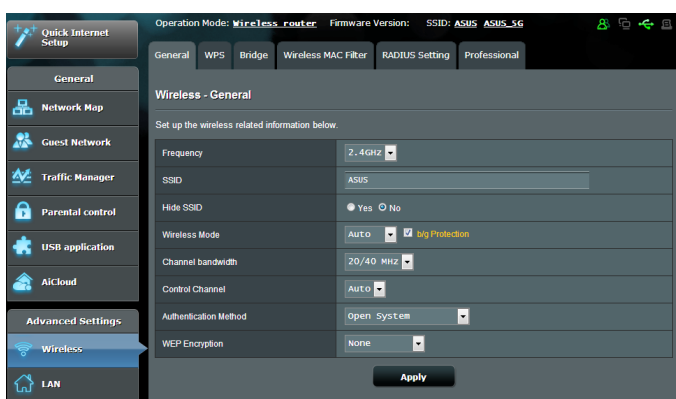 Quick Internet
Setup
Operation Mode: Wireless router Firmware Version: SSID: ASUS ASUS_5G
General WPS Bridge Wireless MAC Filter RADIUS Setting Professional
General
Network Map
Guest Network
Traffic Manager
Parental control
USB application
AiCloud
Advanced Settings
Wireless
LAN
Wireless - General
Set up the wireless related information below.
Frequency 2.4GHz
SSID ASUS
Hide SSID Yes No
Wireless Mode Auto b/g Protection
Channel bandwidth 20/40 MHz
Control Channel Auto
Authentication Method Open System
WEP Encryption None
Apply